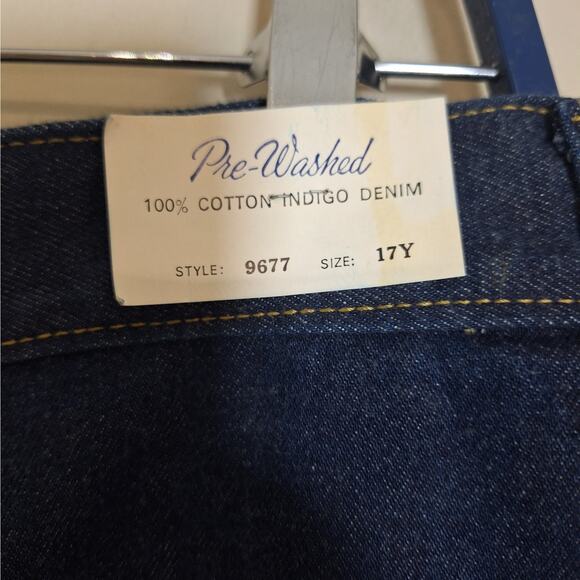 Pre-Washed
100% COTTON INDIGO DENIM
STYLE: 9677 SIZE: 17Y